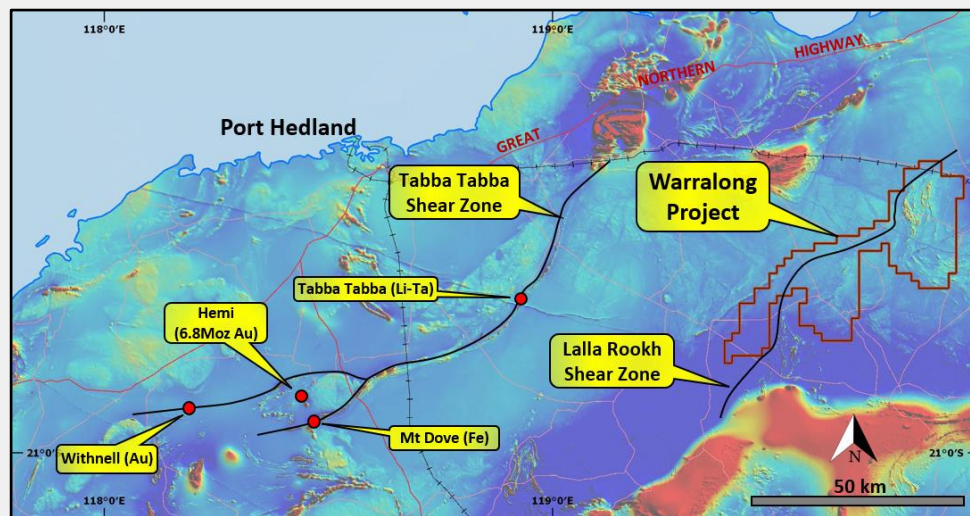 118°0'E
119°0'E
HIGHWAY
NORTHERN
GREAT
Port Hedland
Tabba Tabba
Shear Zone
Warralong
Project
Tabba Tabba (Li-Ta)
Hemi
(6.8Moz Au)
Lalla Rookh
Shear Zone
Mt Dove (Fe)
Withnell (Au)
21°0'S
21°0'S
N
118°0'E
119°0'E
50 km